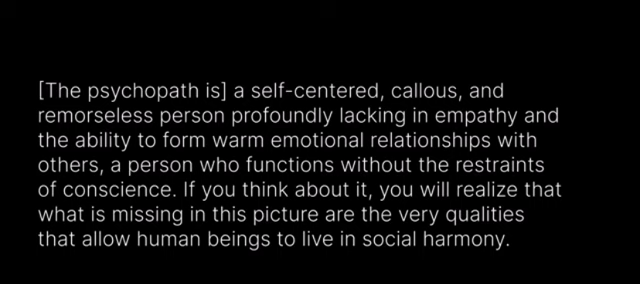 [The psychopath is] a self-centered, callous, and
remorseless person profoundly lacking in empathy and
the ability to form warm emotional relationships with
others, a person who functions without the restraints
of conscience. If you think about it, you will realize that
what is missing in this picture are the very qualities
that allow human beings to live in social harmony.